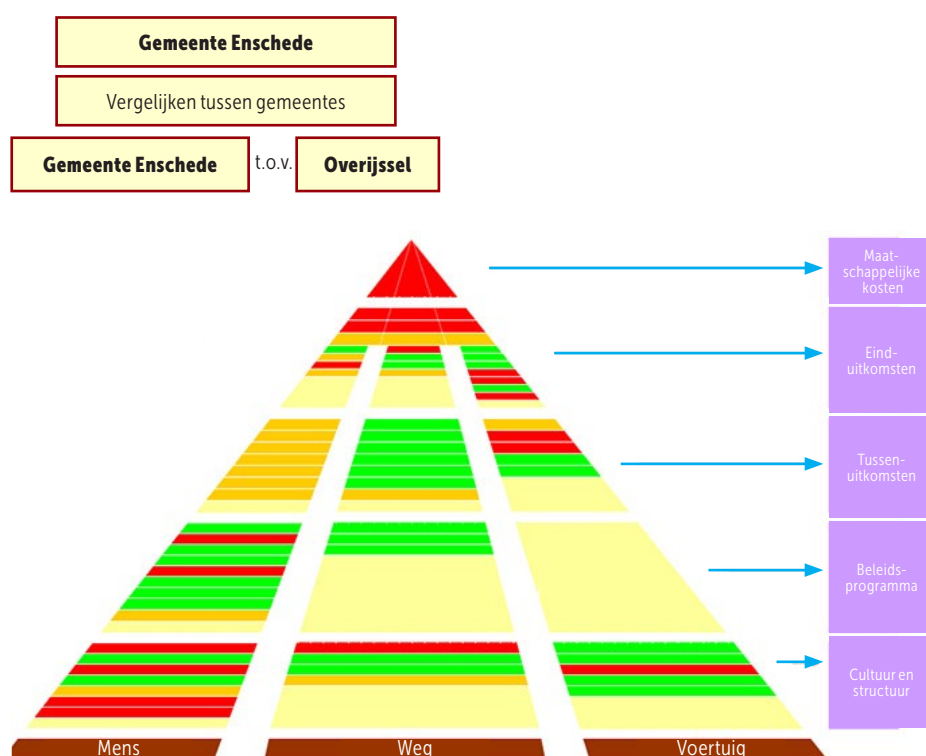 Gemeente Enschede
Vergelijken tussen gemeentes
Gemeente Enschede t.o.v. Overijssel
Maat-
schappelijke
kosten
Eind-
uitkomsten
Tussen-
uitkomsten
Beleids-
programma
Cultuur en
structuur
Mens Weg Voertuig